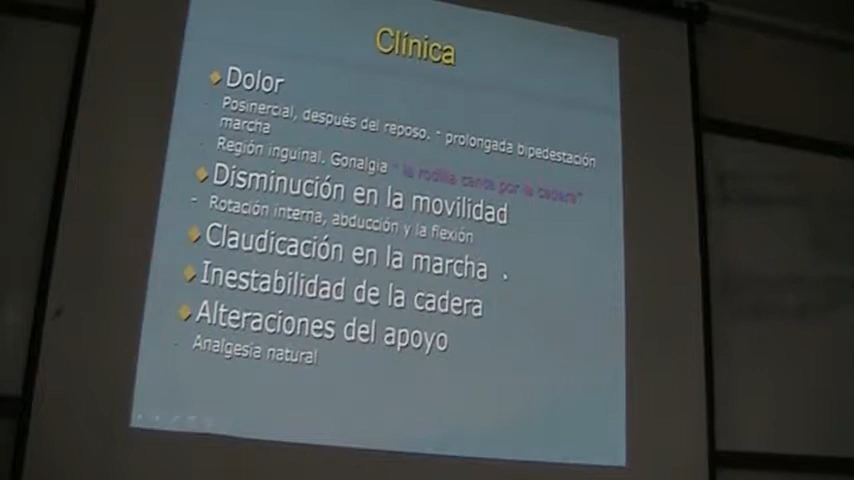 Clínica
Dolor
- Posinercial, después del reposo. - prolongada bipedestación
marcha
- Región inguinal. Gonalgia " la rodilla canta por la cadera"
Disminución en la movilidad
- Rotación interna, abducción y la flexión
Claudicación en la marcha .
Inestabilidad de la cadera
Alteraciones del apoyo
- Analgesia natural